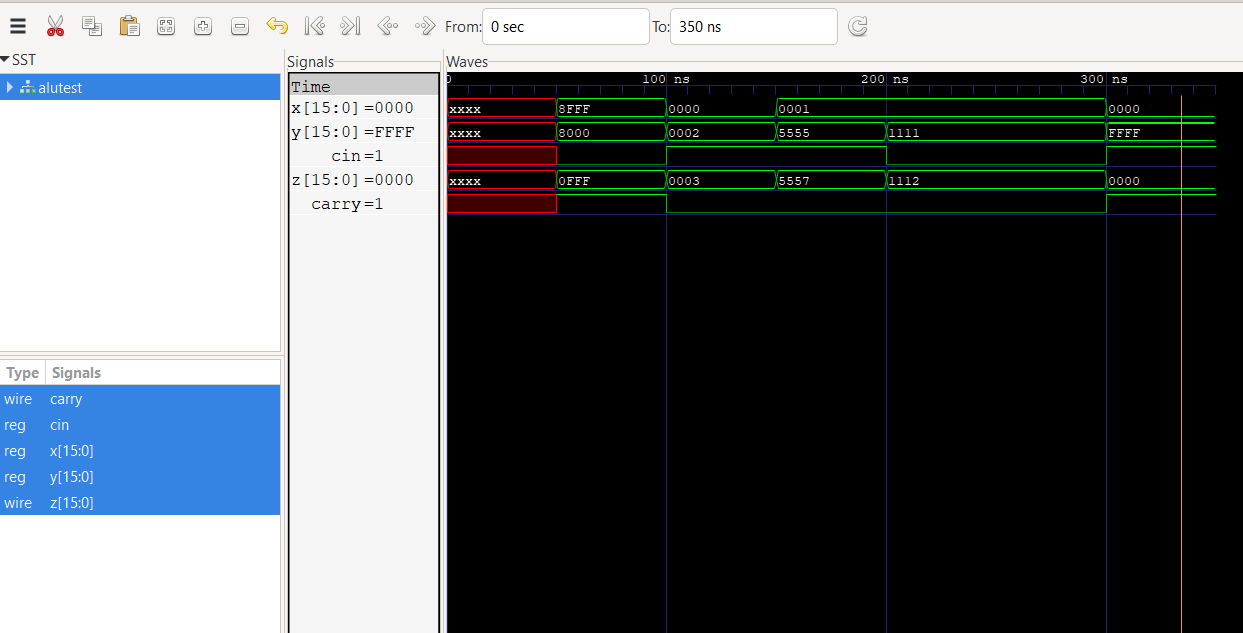 From: 0 sec To: 350 ns
SST
alutest
Type Signals
wire carry
reg cin
reg x[15:0]
reg y[15:0]
wire z[15:0]
Signals
Time
x[15:0]=0000
y[15:0]=FFFF
cin=1
z[15:0]=0000
carry=1
Waves
0 100 ns 200 ns 300 ns
xxxx 8FFF 0000 0001 0000
xxxx 8000 0002 5555 1111 FFFF
xxxx 0FFF 0003 5557 1112 0000